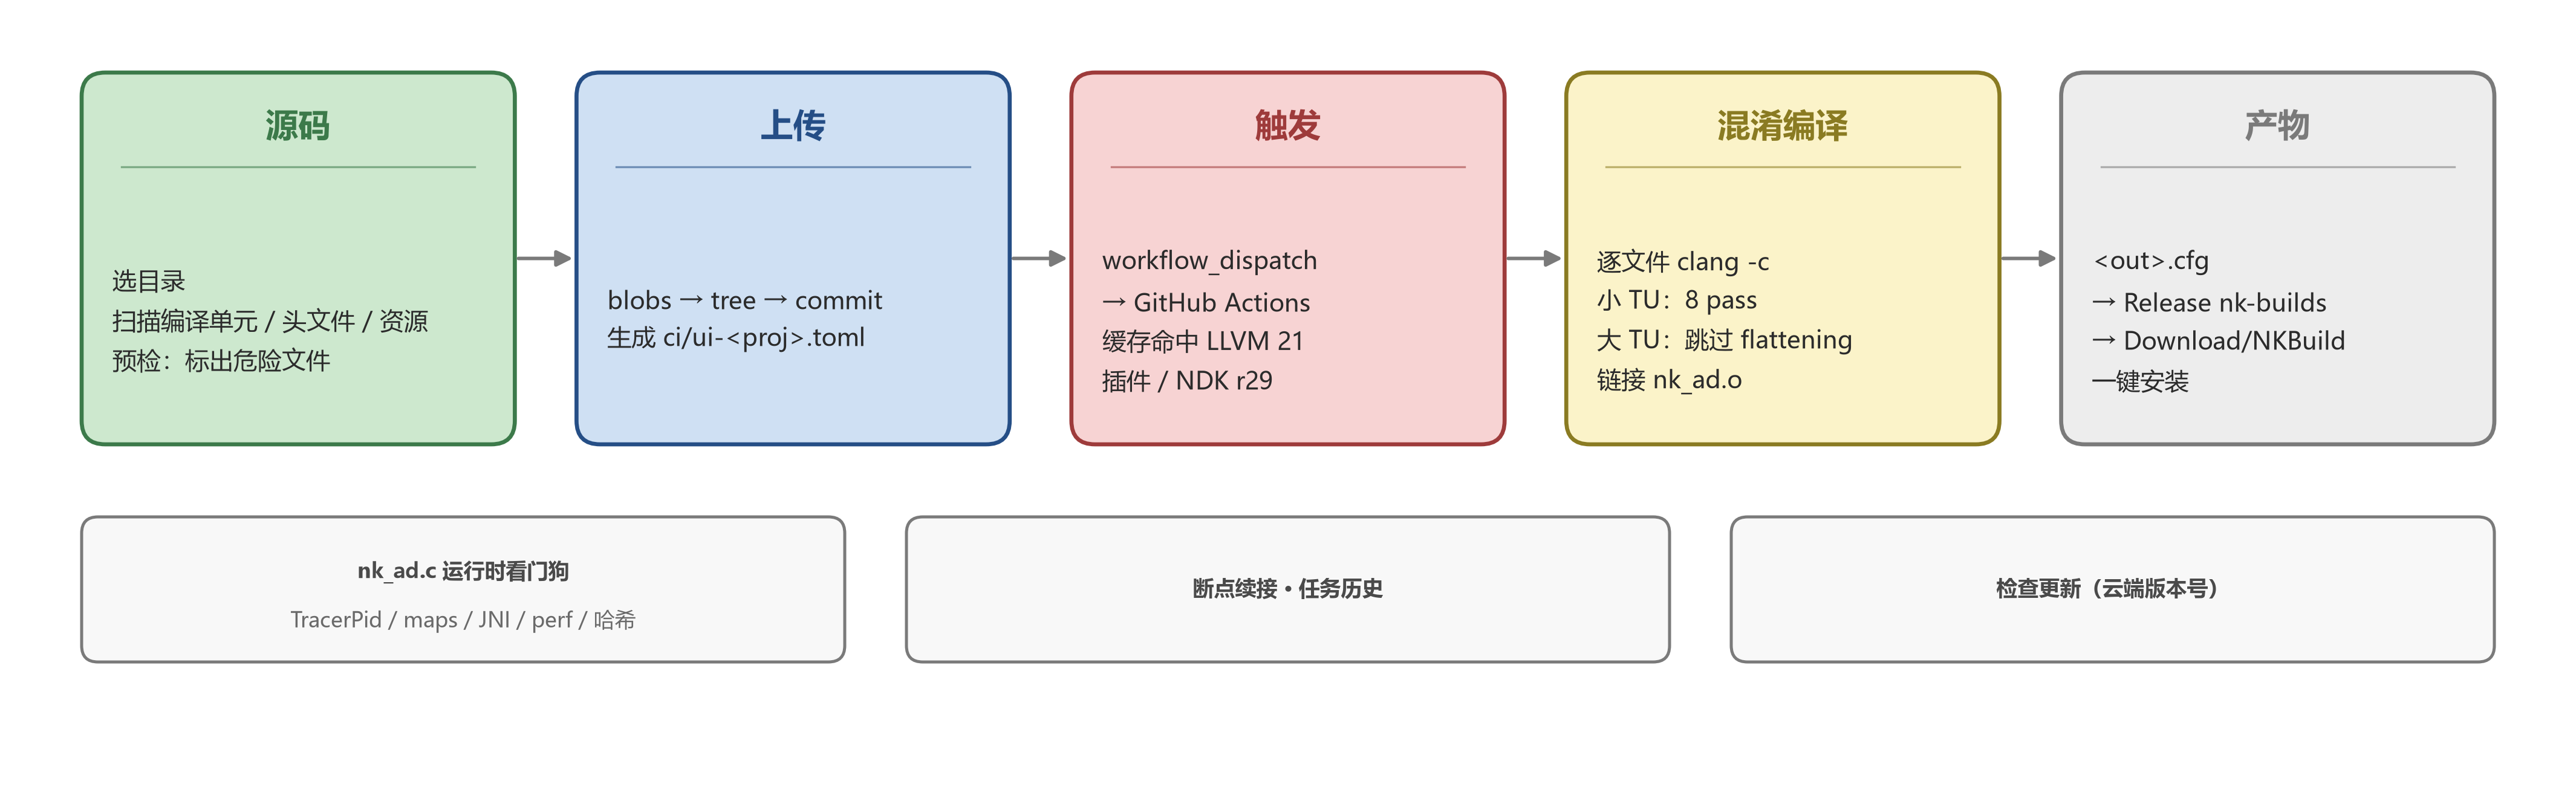 源码
选目录
扫描编译单元 / 头文件 / 资源
预检：标出危险文件
上传
blobs → tree → commit
生成 ci/ui-<proj>.toml
触发
workflow_dispatch
→ GitHub Actions
缓存命中 LLVM 21
插件 / NDK r29
混淆编译
逐文件 clang -c
小 TU：8 pass
大 TU：跳过 flattening
链接 nk_ad.o
产物
<out>.cfg
→ Release nk-builds
→ Download/NKBuild
一键安装
nk_ad.c 运行时看门狗
TracerPid / maps / JNI / perf / 哈希
断点续接 · 任务历史
检查更新（云端版本号）